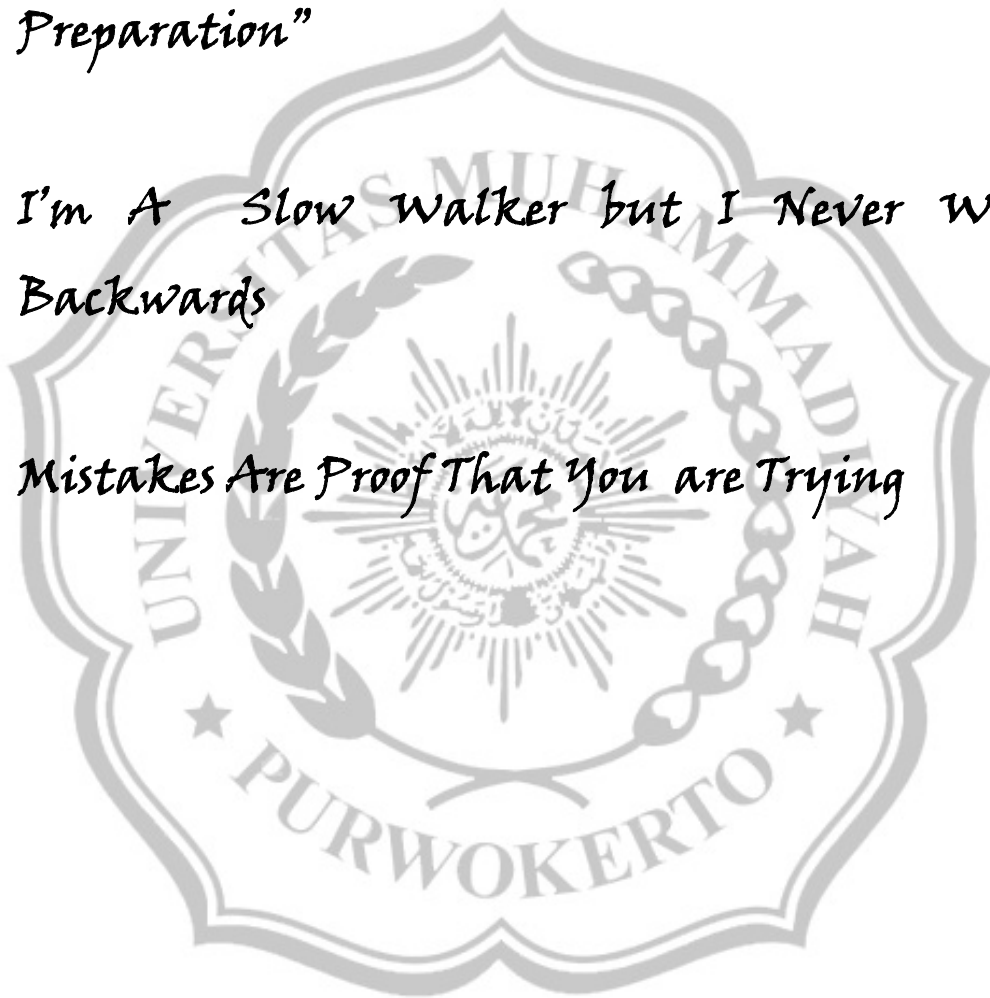 Preparation”
I’m A Slow Walker but I Never W
Backwards
Mistakes Are Proof That You are Trying
UNIVERSITAS MUHAMMADIYAH
PURWOKERTO